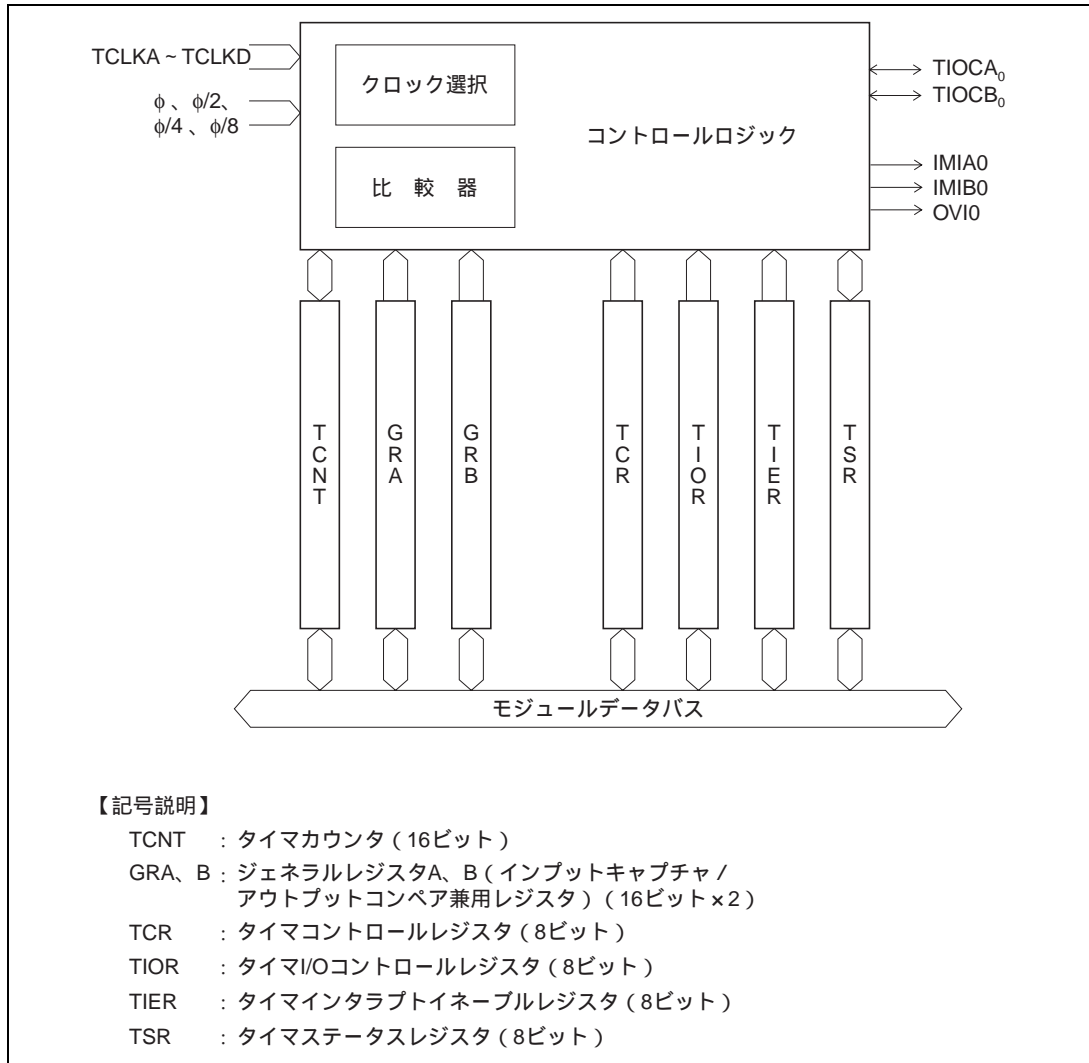 TCLKA ~ TCLKD
φ 、φ/2、
φ/4 、φ/8
クロック選択
比 較 器
コントロールロジック
TIOCA0
TIOCB0
IMIA0
IMIB0
OVI0
TCNT
GRA
GRB
TCR
TIOR
TIER
TSR
モジュールデータバス
【記号説明】
TCNT : タイマカウンタ（16ビット）
GRA、B : ジェネラルレジスタA、B（インプットキャプチャ /
アウトプットコンペア兼用レジスタ）（16ビット×2）
TCR : タイマコントロールレジスタ（8ビット）
TIOR : タイマI/Oコントロールレジスタ（8ビット）
TIER : タイマインタラプトイネーブルレジスタ（8ビット）
TSR : タイマステータスレジスタ（8ビット）